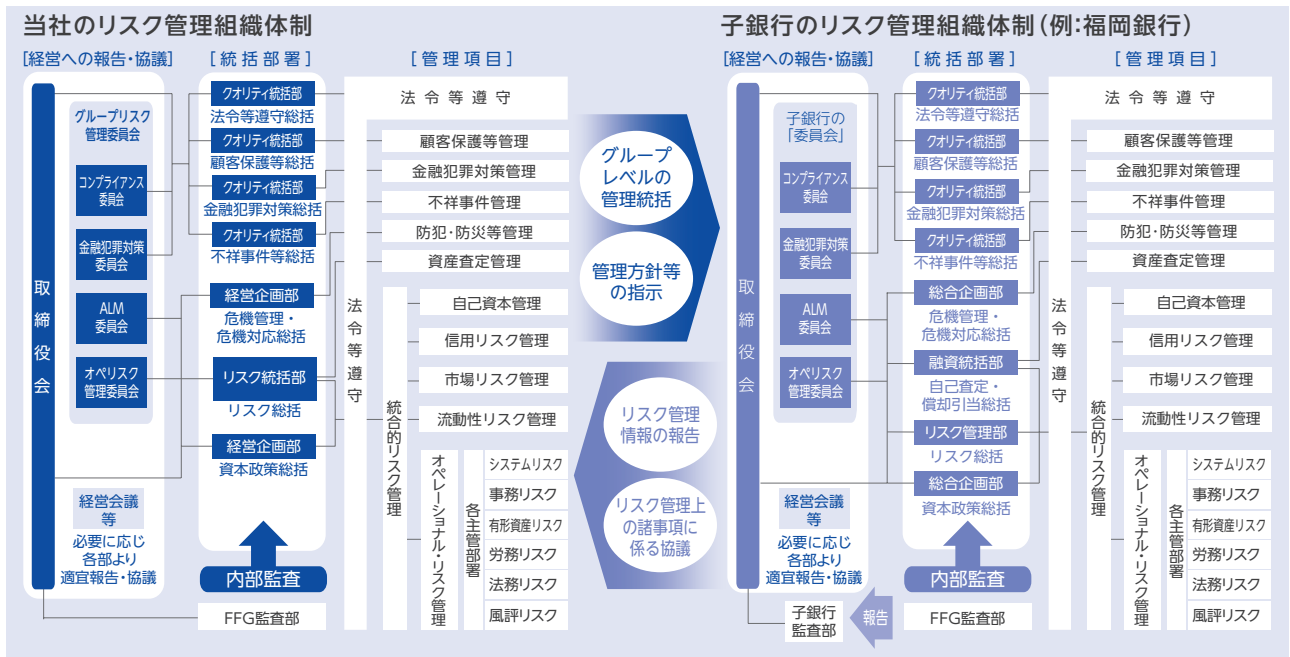 当社のリスク管理組織体制
[経営への報告・協議]
[統括部署]
[管理項目]
取締役会
グループリスク
管理委員会
コンプライアンス
委員会
金融犯罪対策
委員会
ALM
委員会
オペリスク
管理委員会
経営会議
等
必要に応じ
各部より
適宜報告・協議
クオリティ統括部
法令等遵守総括
クオリティ統括部
顧客保護等総括
クオリティ統括部
金融犯罪対策総括
クオリティ統括部
不祥事件等総括
経営企画部
危機管理・
危機対応総括
リスク統括部
リスク総括
経営企画部
資本政策総括
内部監査
FFG監査部
法令等遵守
法令等遵守
顧客保護等管理
金融犯罪対策管理
不祥事件管理
防犯・防災等管理
資産査定管理
統合的リスク管理
自己資本管理
信用リスク管理
市場リスク管理
流動性リスク管理
オペレーショナル・リスク管理
各主管部署
システムリスク
事務リスク
有形資産リスク
労務リスク
法務リスク
風評リスク
グループ
レベルの
管理統括
管理方針等
の指示
リスク管理
情報の報告
リスク管理上
の諸事項に
係る協議
子銀行のリスク管理組織体制(例:福岡銀行)
[経営への報告・協議]
[統括部署]
[管理項目]
取締役会
子銀行の
「委員会」
コンプライアンス
委員会
金融犯罪対策
委員会
ALM
委員会
オペリスク
管理委員会
経営会議
等
必要に応じ
各部より
適宜報告・協議
子銀行
監査部
報告
クオリティ統括部
法令等遵守総括
クオリティ統括部
顧客保護等総括
クオリティ統括部
金融犯罪対策総括
クオリティ統括部
不祥事件等総括
総合企画部
危機管理・
危機対応総括
融資統括部
自己査定・
償却引当総括
リスク管理部
リスク総括
総合企画部
資本政策総括
内部監査
FFG監査部
法令等遵守
法令等遵守
顧客保護等管理
金融犯罪対策管理
不祥事件管理
防犯・防災等管理
資産査定管理
統合的リスク管理
自己資本管理
信用リスク管理
市場リスク管理
流動性リスク管理
オペレーショナル・リスク管理
各主管部署
システムリスク
事務リスク
有形資産リスク
労務リスク
法務リスク
風評リスク